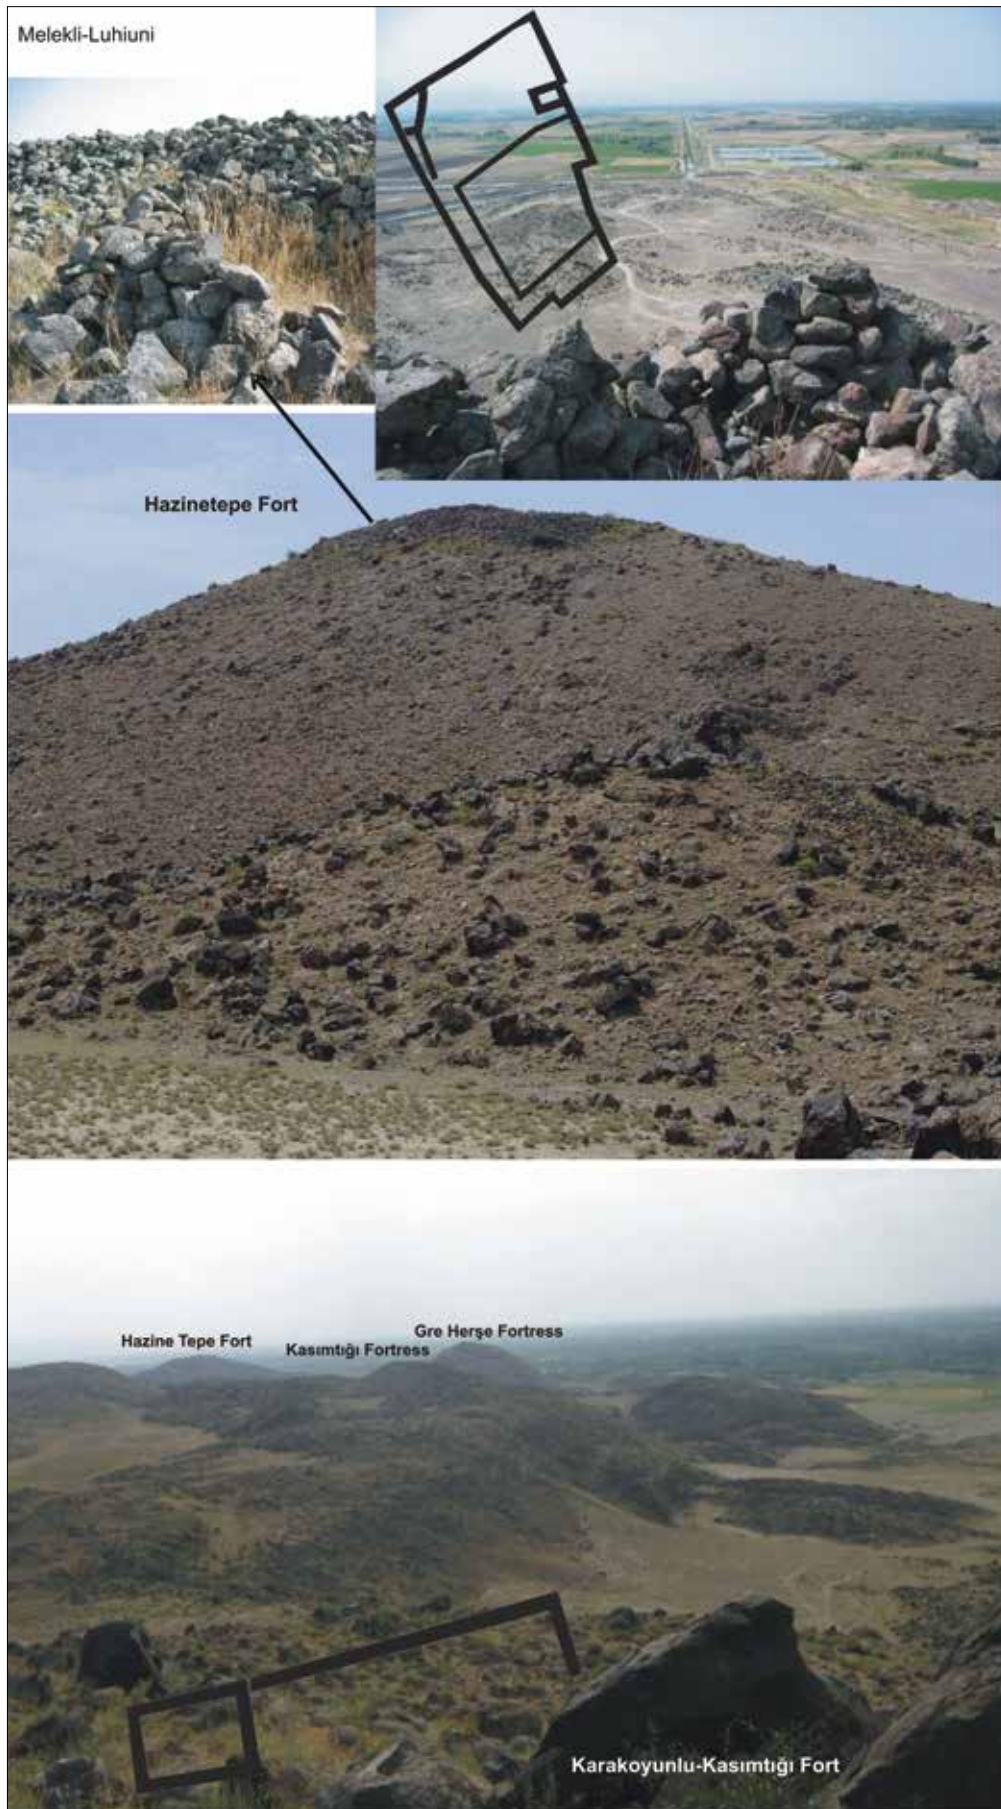 Melekli-Luhiuni
Hazinetepe Fort
Gre Herşe Fortress
Hazine Tepe Fort
Kasımtığı Fortress
Karakoyunlu-Kasımtığı Fort